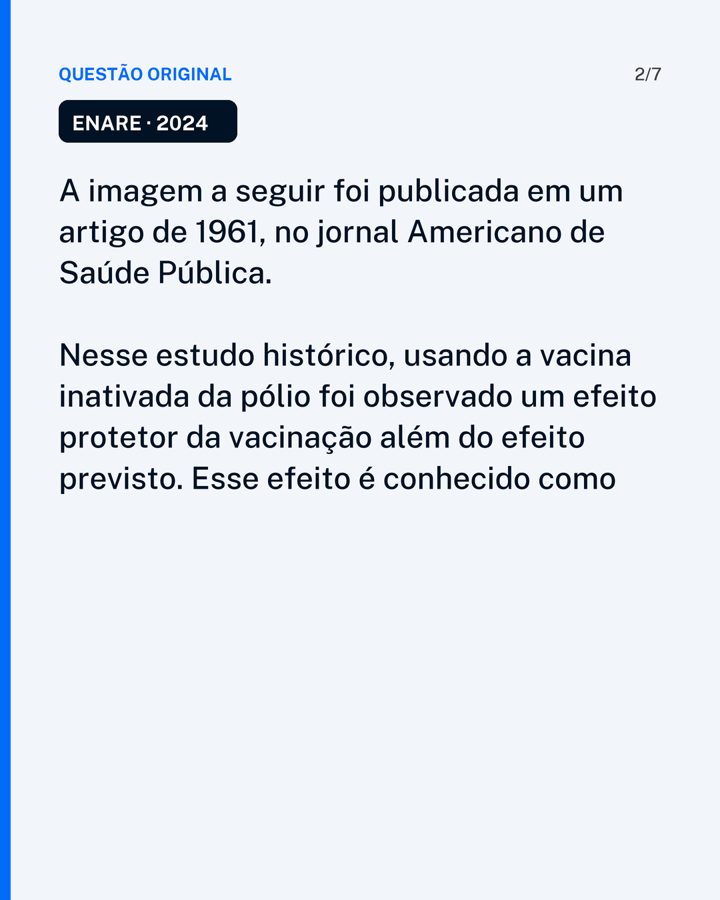 QUESTÃO ORIGINAL
2/7
ENARE · 2024
A imagem a seguir foi publicada em um
artigo de 1961, no jornal Americano de
Saúde Pública.
Nesse estudo histórico, usando a vacina
inativada da pólio foi observado um efeito
protetor da vacinação além do efeito
previsto. Esse efeito é conhecido como